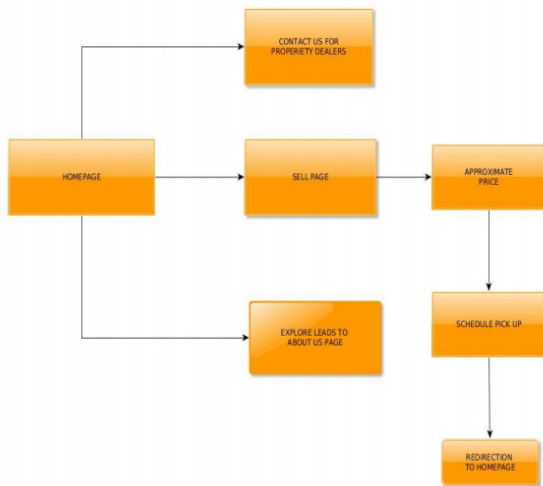 CONTACT US FOR
PROPERIETY DEALERS
HOMEPAGE
SELL PAGE
APPROXIMATE
PRICE
EXPLORE LEADS TO
ABOUT US PAGE
SCHEDULE PICK UP
REDIRECTION
TO HOMEPAGE